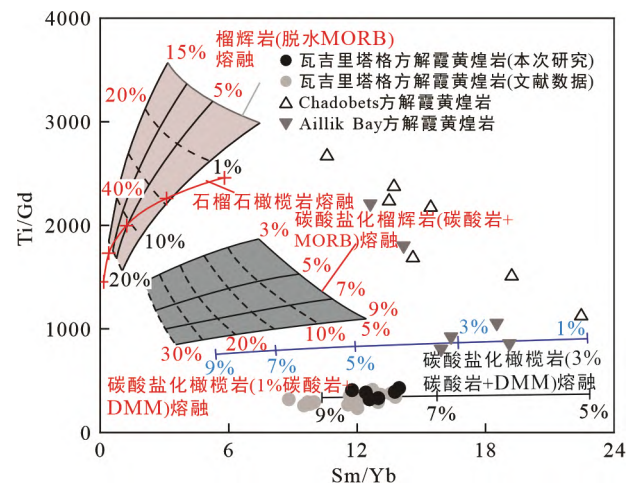 4000
3000
2000
1000
0
Ti/Gd
0
6
12
18
24
Sm/Yb
榴辉岩(脱水MORB)
熔融
15%
5%
20%
40%
1%
10%
20%
石榴石橄榄岩熔融
瓦吉里塔格方解霞黄煌岩(本次研究)
瓦吉里塔格方解霞黄煌岩(文献数据)
Chadobets方解霞黄煌岩
Aillik Bay方解霞黄煌岩
碳酸盐化榴辉岩(碳酸岩+
MORB)熔融
3%
5%
7%
9%
5%
10%
20%
30%
9%
7%
5%
3%
1%
碳酸盐化橄榄岩(1%碳酸岩+
DMM)熔融
碳酸盐化橄榄岩(3%
碳酸岩+DMM)熔融
9%
7%
5%